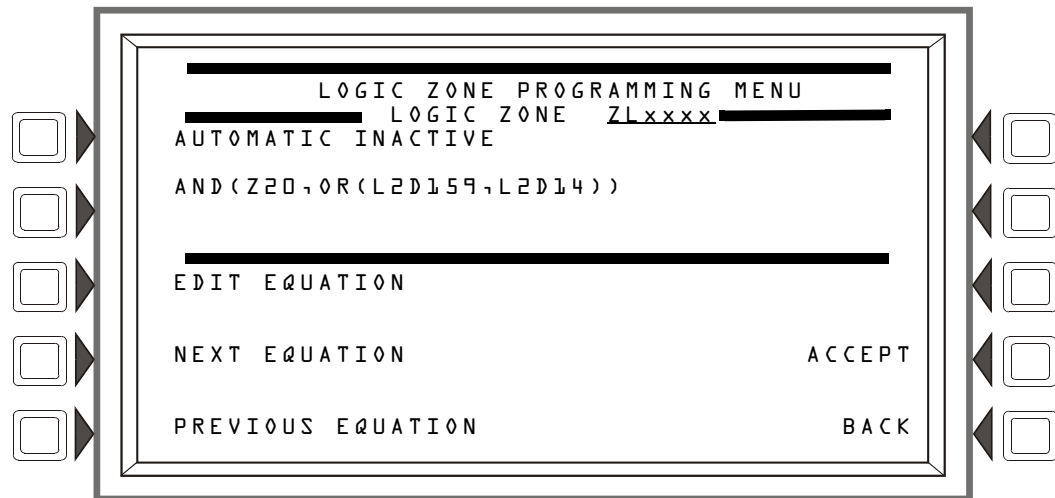 LOGIC ZONE PROGRAMMING MENU
LOGIC ZONE ZLxxxx
AUTOMATIC INACTIVE
AND(Z20,OR(L2D159,L2D14))
EDIT EQUATION
NEXT EQUATION ACCEPT
PREVIOUS EQUATION BACK